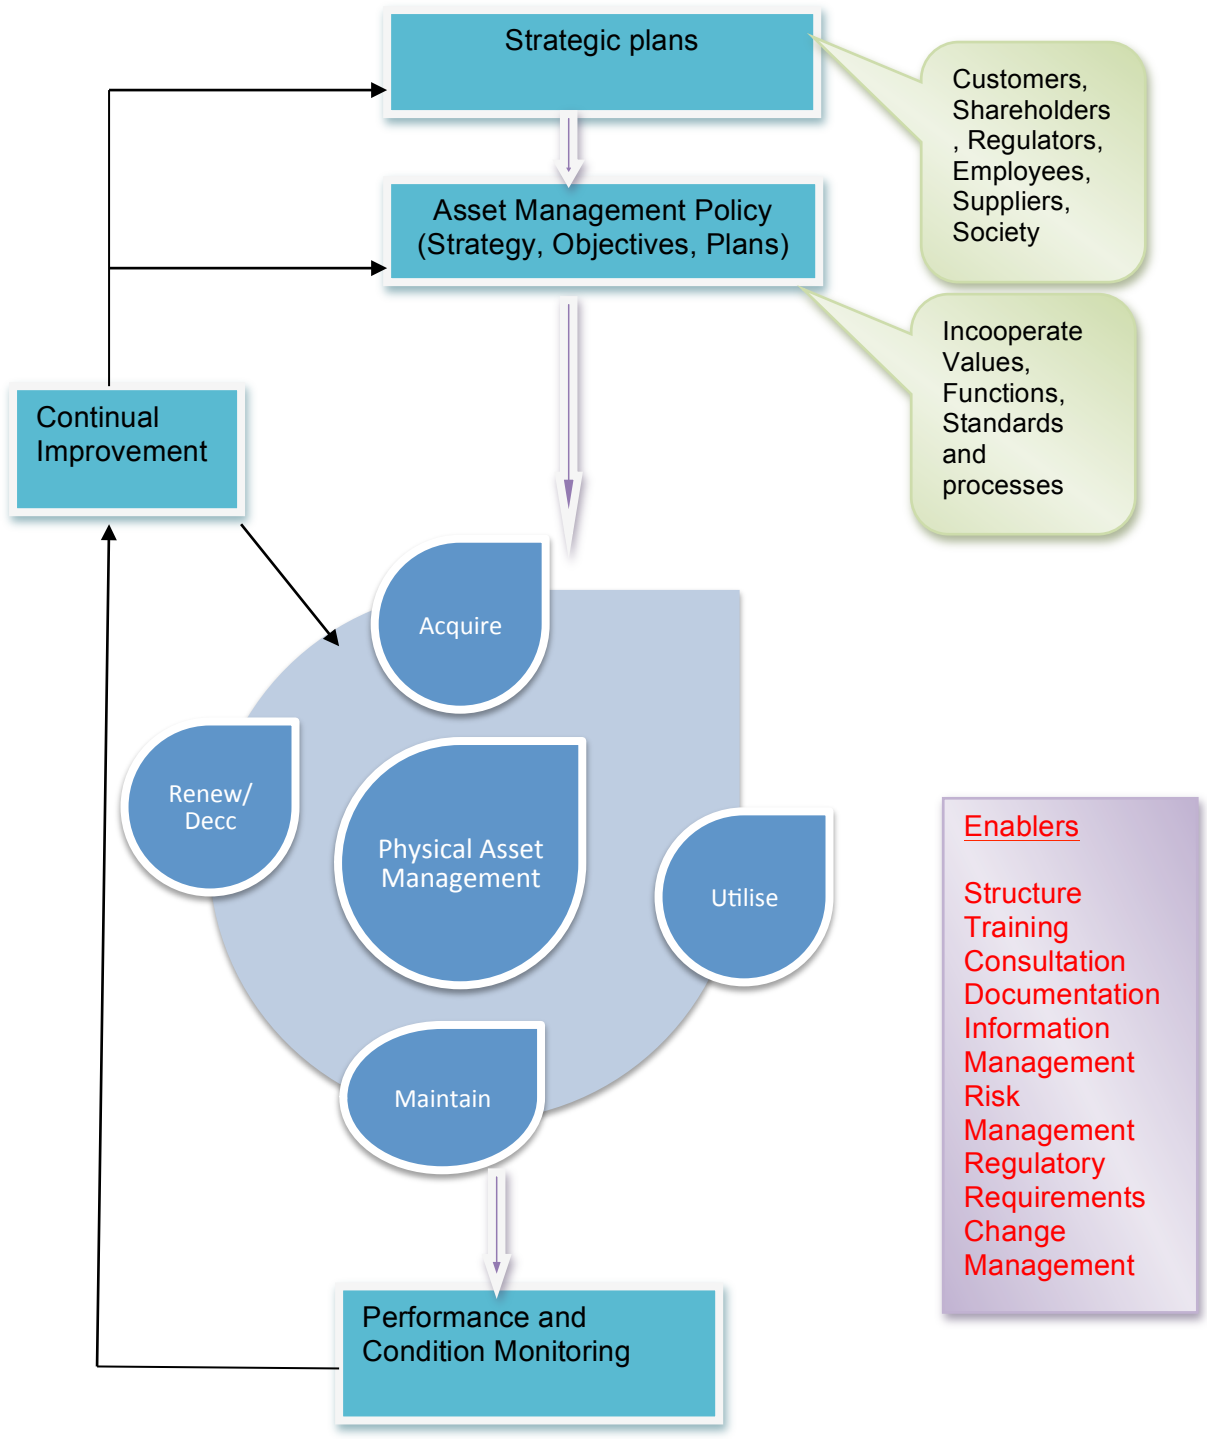 Strategic plans
Customers,
Shareholders
, Regulators,
Employees,
Suppliers,
Society
Asset Management Policy
(Strategy, Objectives, Plans)
Incooperate
Values,
Functions,
Standards
and
processes
Continual
Improvement
Acquire
Renew/
Decc
Physical Asset
Management
Utilise
Maintain
Enablers
Structure
Training
Consultation
Documentation
Information
Management
Risk
Management
Regulatory
Requirements
Change
Management
Performance and
Condition Monitoring